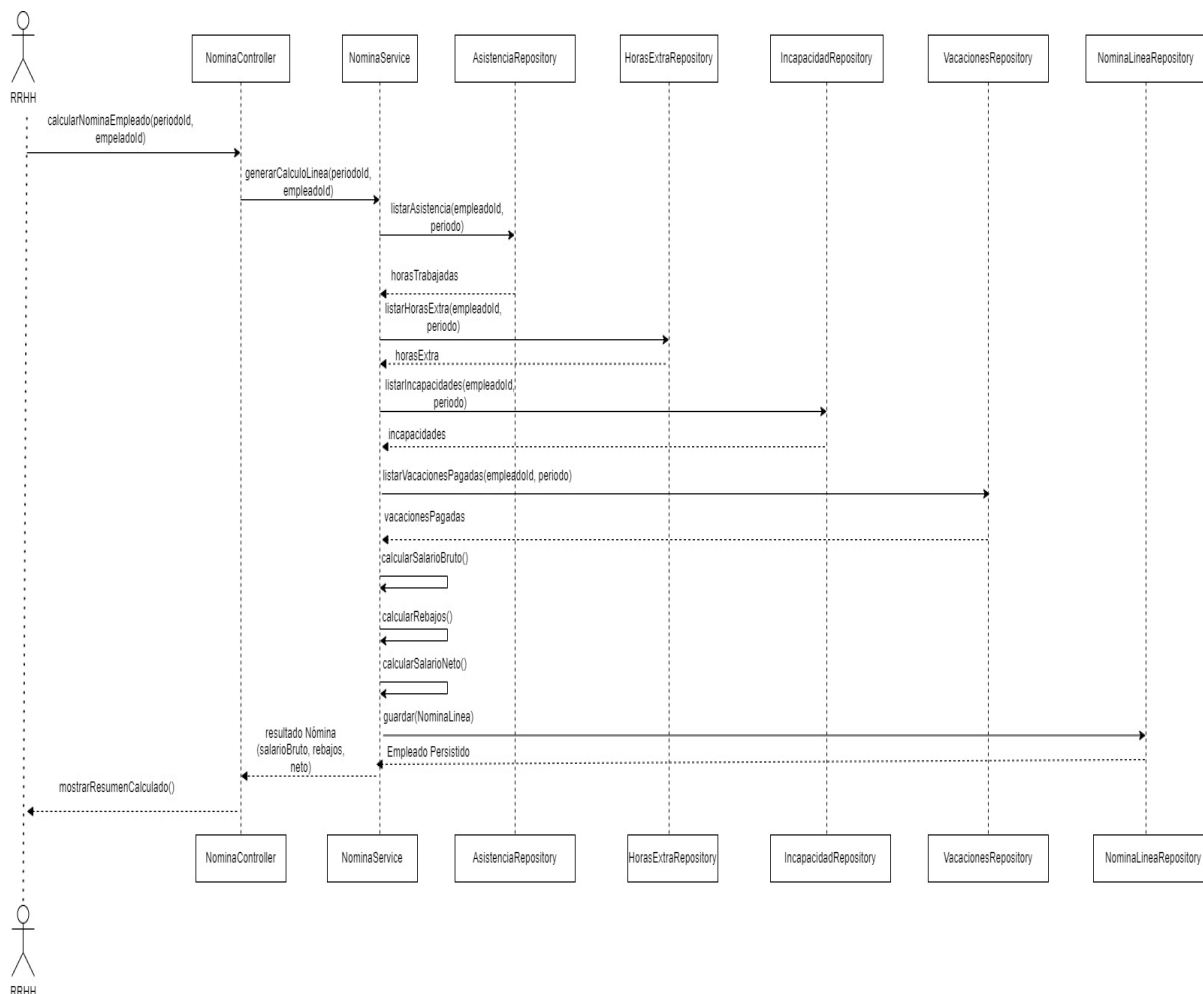 NominaController
NominaService
AsistenciaRepository
HorasExtraRepository
IncapacidadRepository
VacacionesRepository
NominaLineaRepository
RRHH
calcularNominaEmpleado(periodoId,
empeladoId)
generarCalculoLinea(periodoId,
empleadoId)
listarAsistencia(empleadoId,
periodo)
horasTrabajadas
listarHorasExtra(empleadoId,
periodo)
horasExtra
listarIncapacidades(empleadoId,
periodo)
incapacidades
listarVacacionesPagadas(empleadoId, periodo)
vacacionesPagadas
calcularSalarioBruto()
calcularRebajos()
calcularSalarioNeto()
guardar(NominaLinea)
resultado Nómina
(salarioBruto, rebajos,
neto)
Empleado Persistido
mostrarResumenCalculado()
NominaController
NominaService
AsistenciaRepository
HorasExtraRepository
IncapacidadRepository
VacacionesRepository
NominaLineaRepository
RRHH